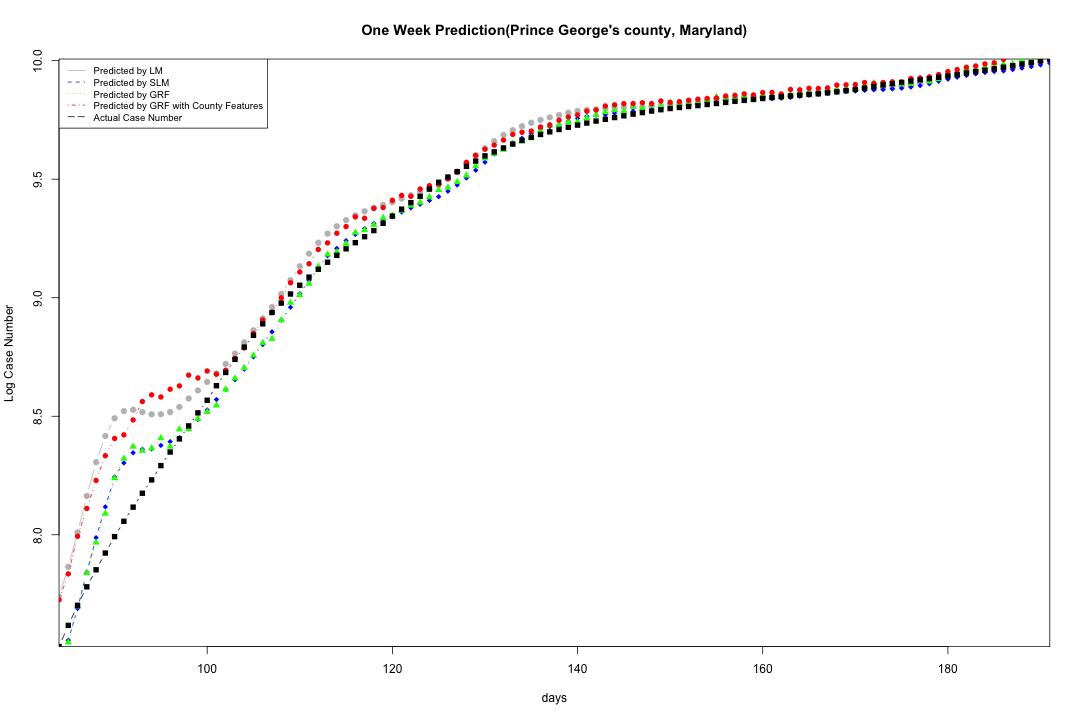 One Week Prediction(Prince George's county, Maryland)
Predicted by LM
Predicted by SLM
Predicted by GRF
Predicted by GRF with County Features
Actual Case Number
Log Case Number
10.0
9.5
9.0
8.5
8.0
100
120
140
160
180
days